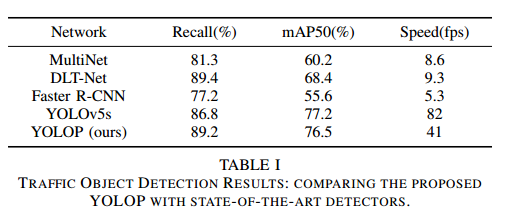 Network Recall(%) mAP50(%) Speed(fps)
MultiNet 81.3 60.2 8.6
DLT-Net 89.4 68.4 9.3
Faster R-CNN 77.2 55.6 5.3
YOLOv5s 86.8 77.2 82
YOLOP (ours) 89.2 76.5 41
TABLE I
TRAFFIC OBJECT DETECTION RESULTS: COMPARING THE PROPOSED
YOLOP WITH STATE-OF-THE-ART DETECTORS.